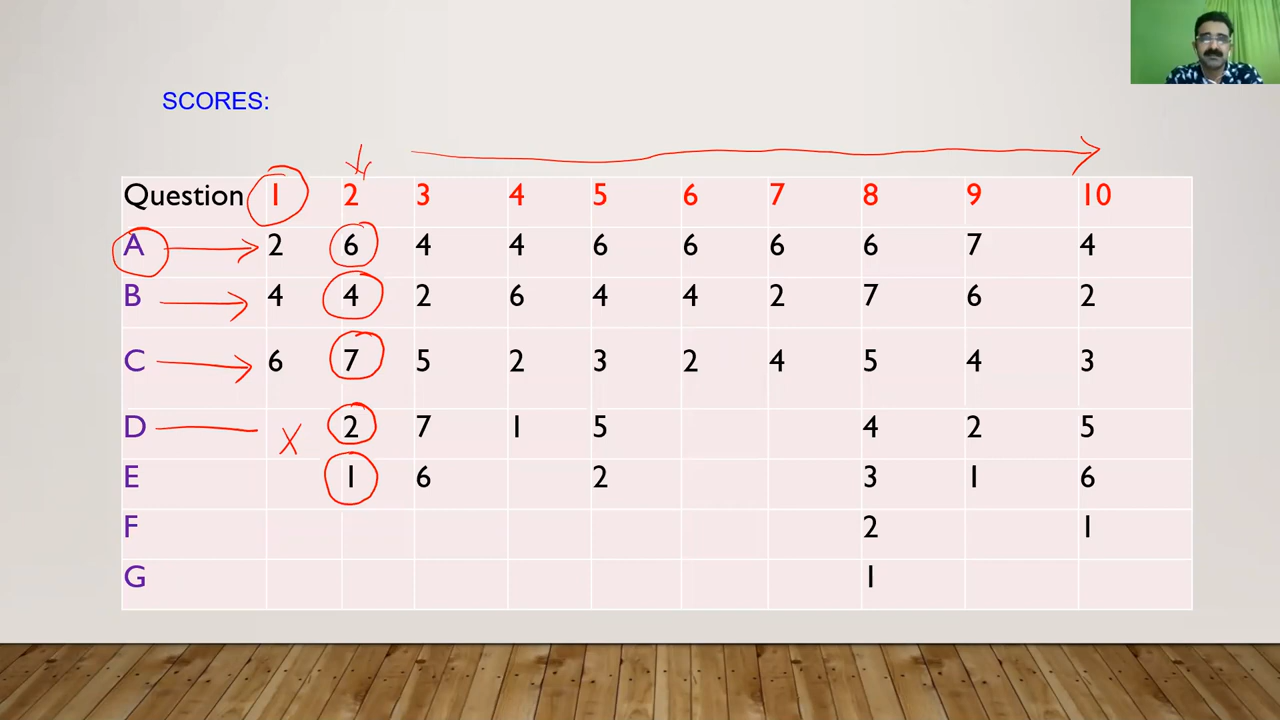 SCORES:
Question 1 2 3 4 5 6 7 8 9 10
A 2 6 4 4 6 6 6 6 7 4
B 4 4 2 6 4 4 2 7 6 2
C 6 7 5 2 3 2 4 5 4 3
D X 2 7 1 5 4 2 5
E 1 6 2 3 1 6
F 2 1
G 1